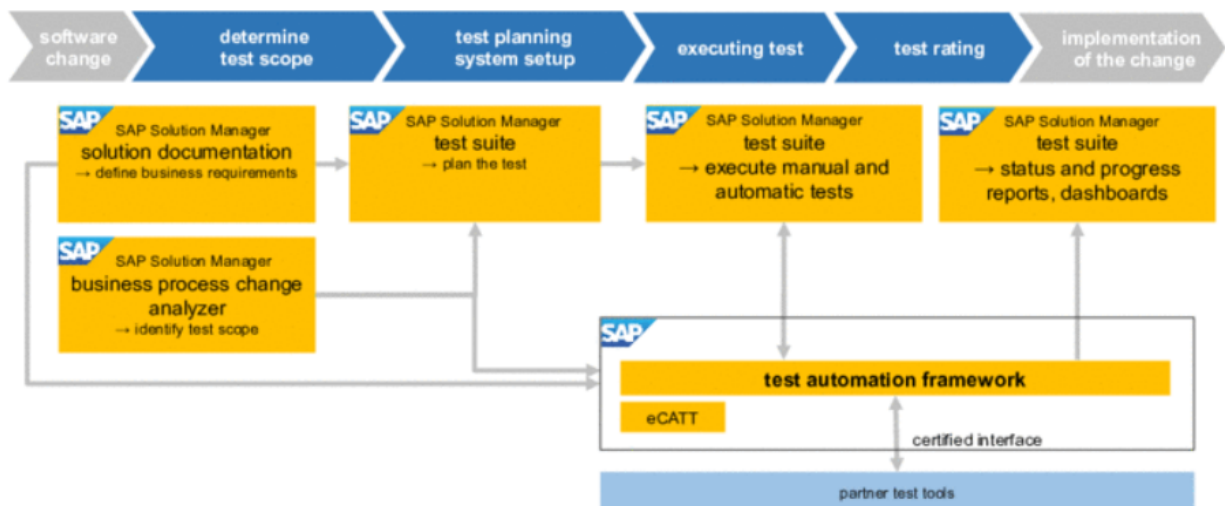 software
change
determine
test scope
test planning
system setup
executing test
test rating
implementation
of the change
SAP
SAP Solution Manager
solution documentation
→ define business requirements
SAP
SAP Solution Manager
test suite
→ plan the test
SAP
SAP Solution Manager
test suite
→ execute manual and
automatic tests
SAP
SAP Solution Manager
test suite
→ status and progress
reports, dashboards
SAP
SAP Solution Manager
business process change
analyzer
→ identify test scope
SAP
test automation framework
eCATT
certified interface
partner test tools